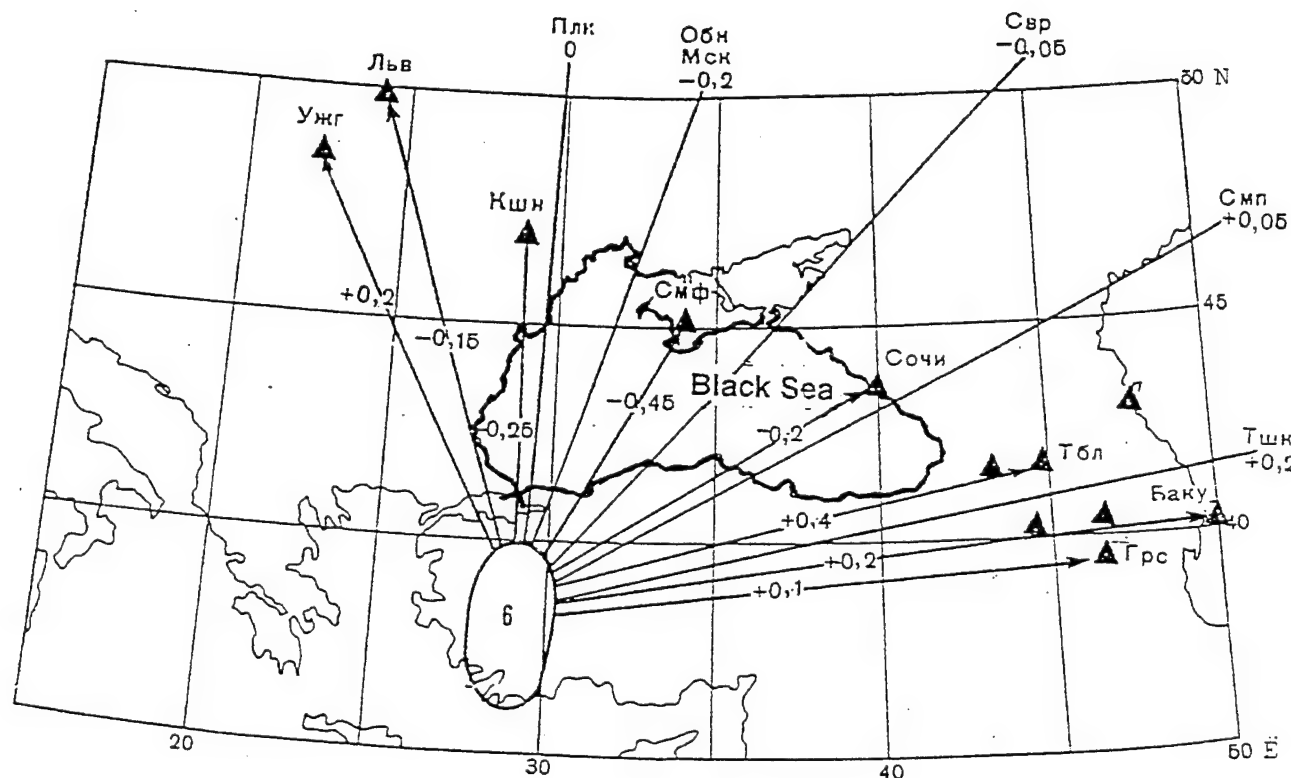 Плк
0
Обн
Мск
-0,2
Свр
-0,05
Льв
50 N
Ужг
Смп
+0,05
Кшн
+0,2
Смф
45
-0,15
Сочи
Black Sea
-0,45
-0,25
-0,2
Тшк
+0,2
Тбл
Баку
+0,4
40
+0,2
Грс
+0,1
6
20
30
40
50 E